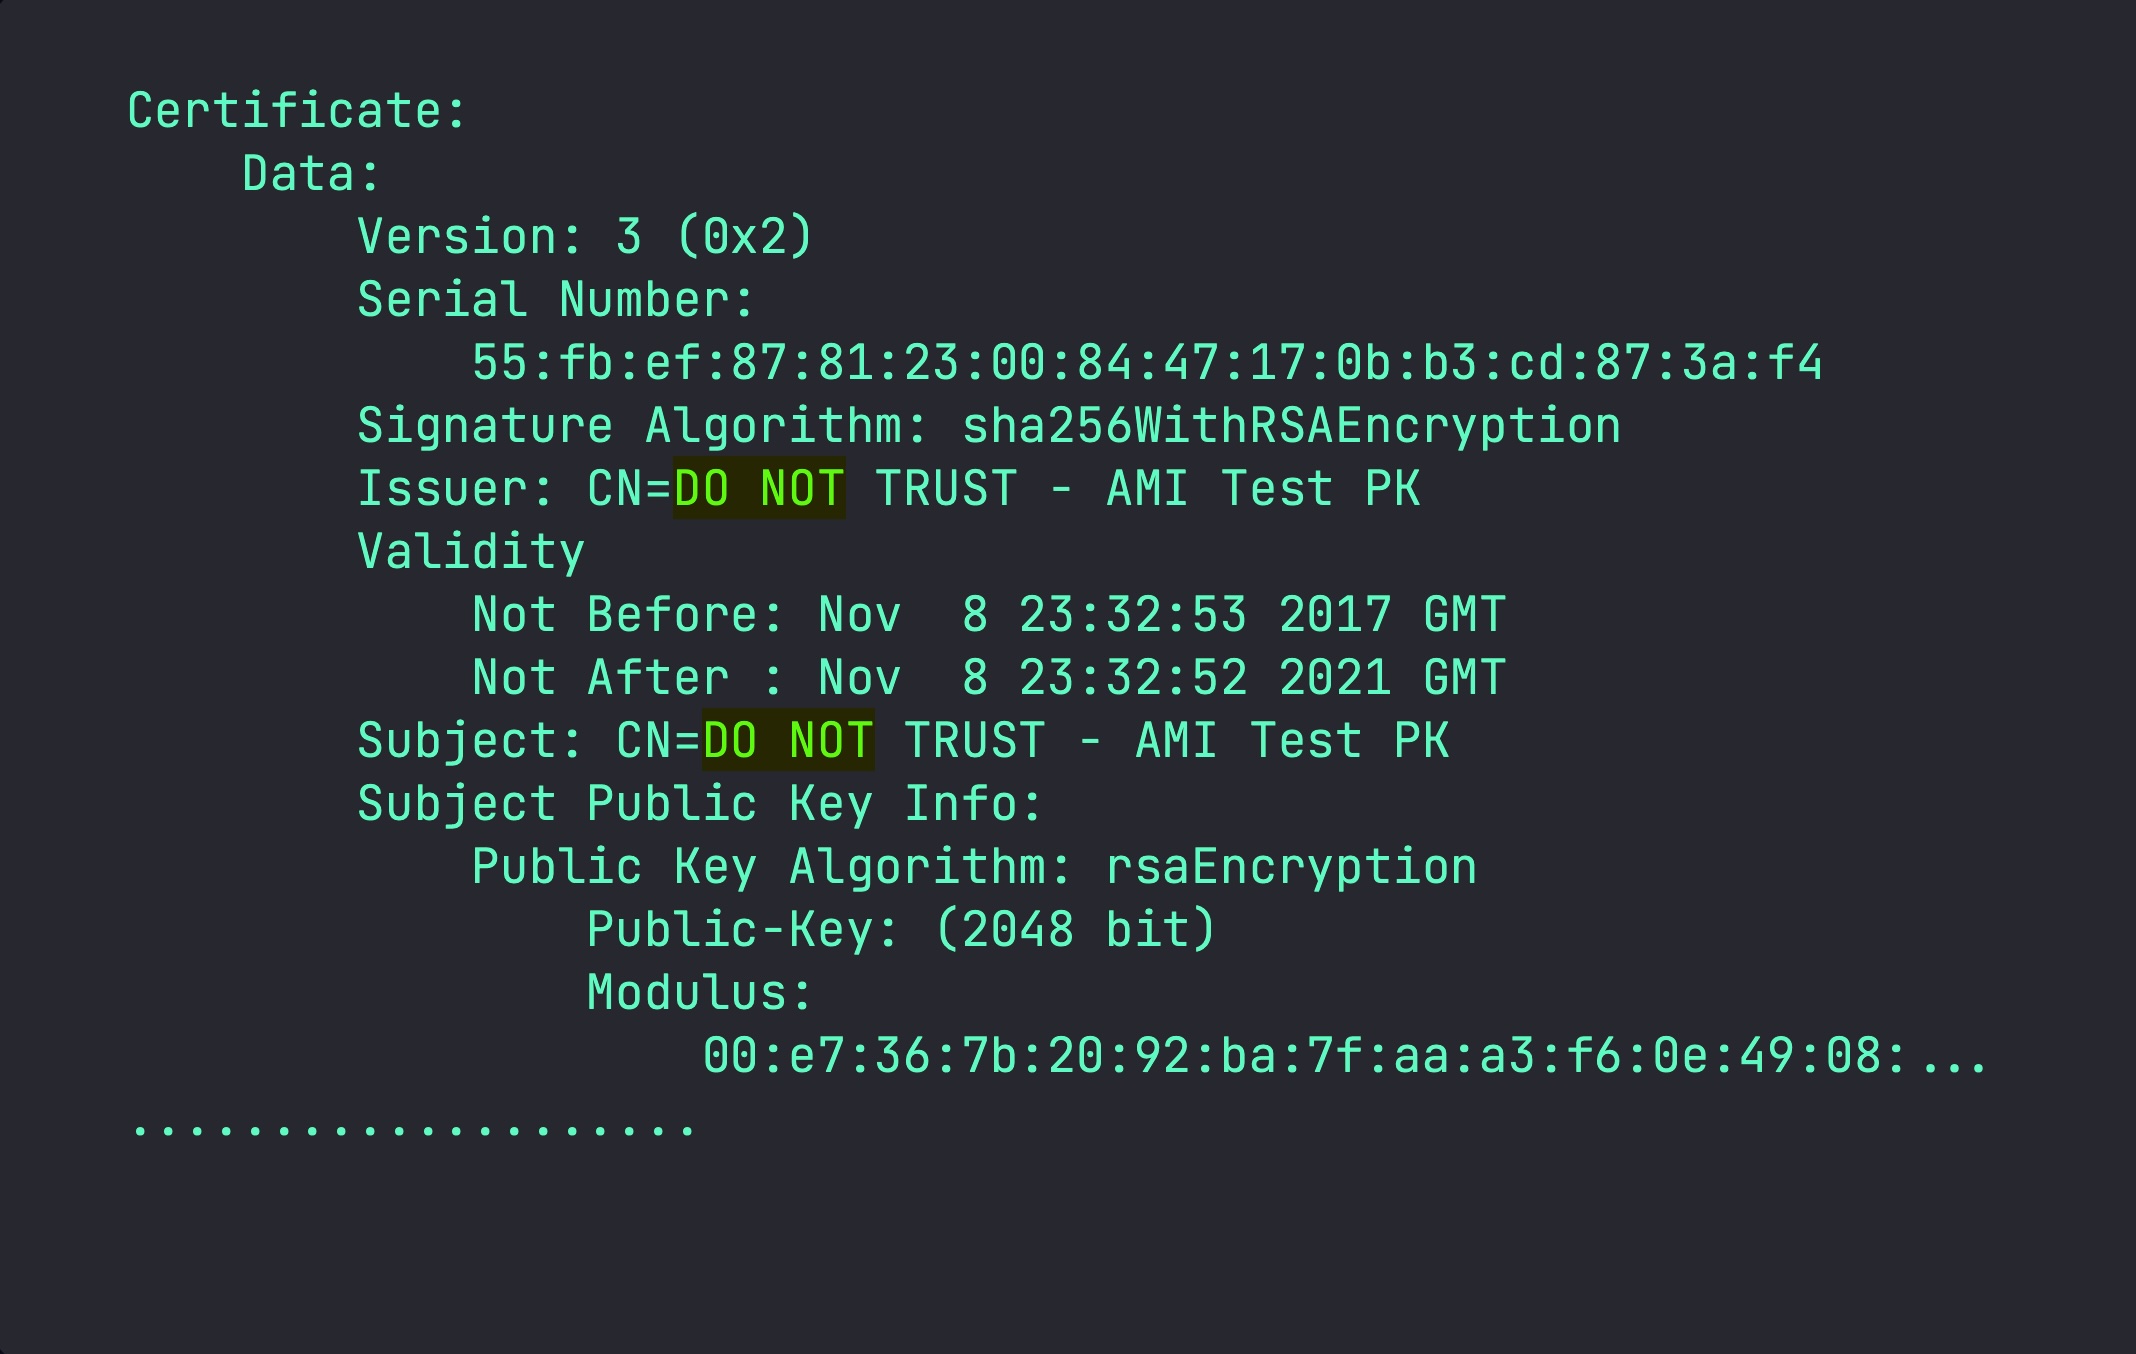 Certificate:
    Data:
        Version: 3 (0x2)
        Serial Number:
            55:fb:ef:87:81:23:00:84:47:17:0b:b3:cd:87:3a:f4
        Signature Algorithm: sha256WithRSAEncryption
        Issuer: CN=DO NOT TRUST - AMI Test PK
        Validity
            Not Before: Nov  8 23:32:53 2017 GMT
            Not After : Nov  8 23:32:52 2021 GMT
        Subject: CN=DO NOT TRUST - AMI Test PK
        Subject Public Key Info:
            Public Key Algorithm: rsaEncryption
                Public-Key: (2048 bit)
                Modulus:
                    00:e7:36:7b:20:92:ba:7f:aa:a3:f6:0e:49:08:...
....................